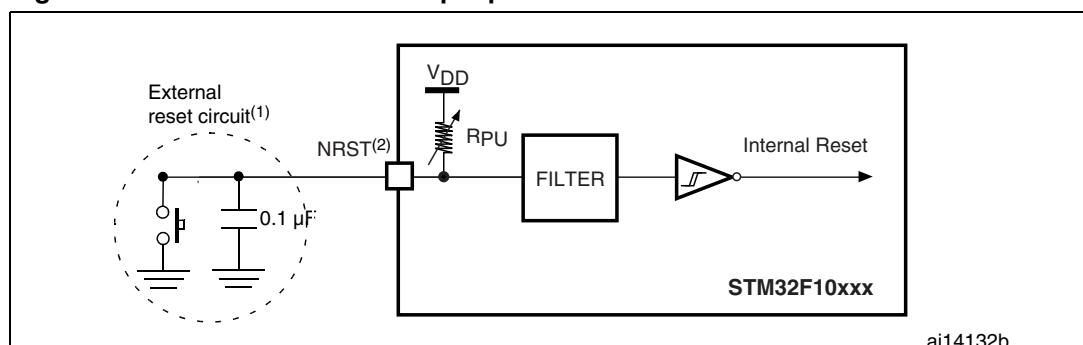 VDD
External
reset circuit(1)
NRST(2)
RPU
Internal Reset
FILTER
0.1 µF
STM32F10xxx
ai14132b